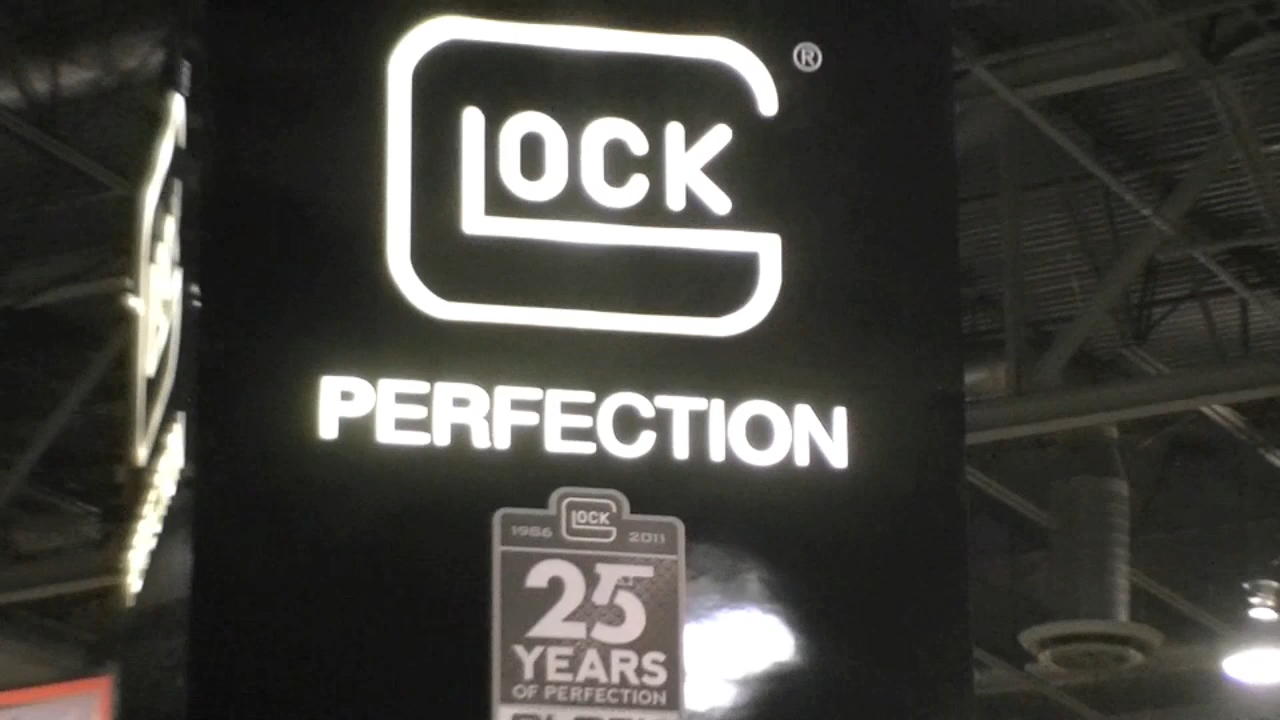 GLOCK ®
PERFECTION
GLOCK
1986 2011
25
YEARS
OF PERFECTION